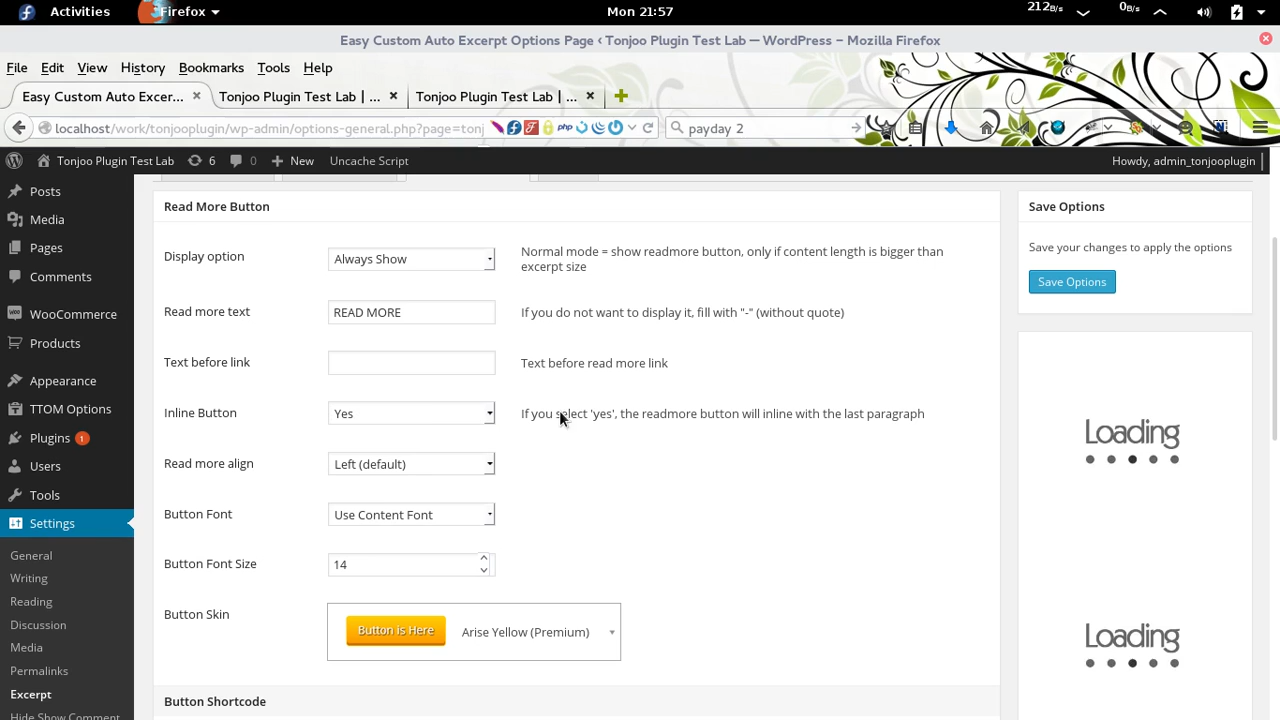 Activities
Firefox
Mon 21:57
212B/s
0B/s
Easy Custom Auto Excerpt Options Page ‹ Tonjoo Plugin Test Lab — WordPress – Mozilla Firefox
File Edit View History Bookmarks Tools Help
Easy Custom Auto Excer...
Tonjoo Plugin Test Lab | ...
Tonjoo Plugin Test Lab | ...
localhost/work/tonjooplugin/wp-admin/options-general.php?page=tonj
php
payday 2
Tonjoo Plugin Test Lab
6
0
New
Uncache Script
Howdy, admin_tonjooplugin
Posts
Media
Pages
Comments
WooCommerce
Products
Appearance
TTOM Options
Plugins 1
Users
Tools
Settings
General
Writing
Reading
Discussion
Media
Permalinks
Excerpt
Hide Show Comment
Read More Button
Display option
Always Show
Normal mode = show readmore button, only if content length is bigger than
excerpt size
Read more text
READ MORE
If you do not want to display it, fill with "-" (without quote)
Text before link
Text before read more link
Inline Button
Yes
If you select 'yes', the readmore button will inline with the last paragraph
Read more align
Left (default)
Button Font
Use Content Font
Button Font Size
14
Button Skin
Button is Here
Arise Yellow (Premium)
Button Shortcode
Save Options
Save your changes to apply the options
Save Options
Loading
Loading